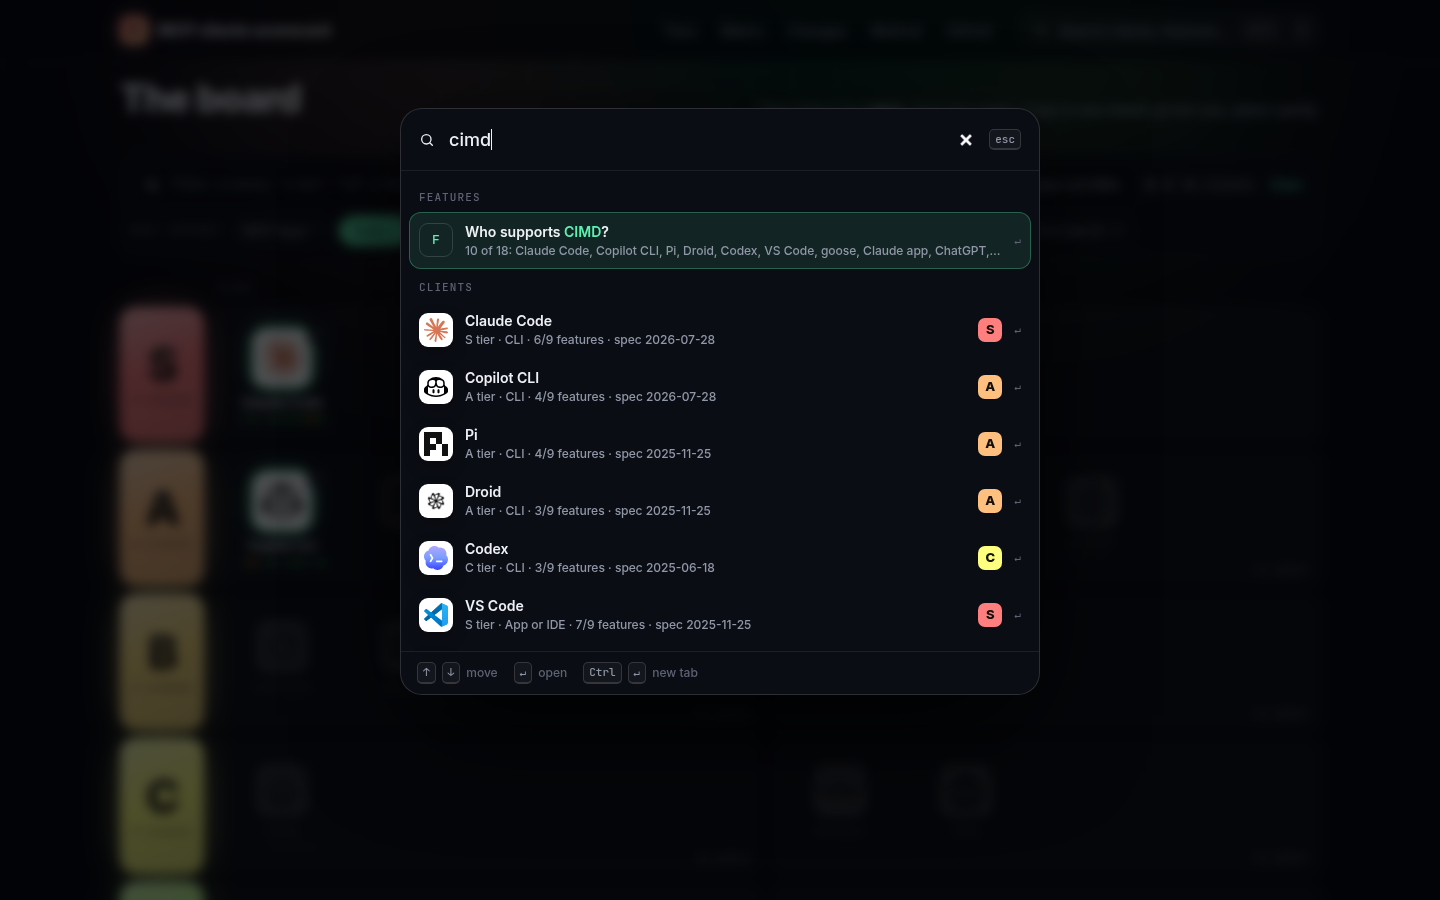 The board
cimd
esc
FEATURES
F
Who supports CIMD?
10 of 18: Claude Code, Copilot CLI, Pi, Droid, Codex, VS Code, goose, Claude app, ChatGPT,...
↵
CLIENTS
Claude Code
S tier · CLI · 6/9 features · spec 2026-07-28
S ↵
Copilot CLI
A tier · CLI · 4/9 features · spec 2026-07-28
A ↵
Pi
A tier · CLI · 4/9 features · spec 2025-11-25
A ↵
Droid
A tier · CLI · 3/9 features · spec 2025-11-25
A ↵
Codex
C tier · CLI · 3/9 features · spec 2025-06-18
C ↵
VS Code
S tier · App or IDE · 7/9 features · spec 2025-11-25
S ↵
↑ ↓ move ↵ open Ctrl ↵ new tab
S
A
B
C